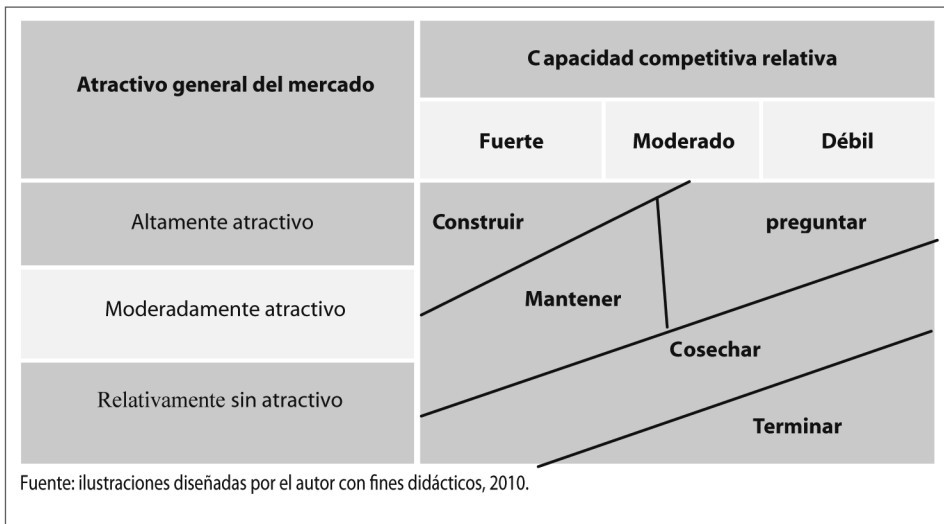 Atractivo general del mercado
Capacidad competitiva relativa
Fuerte
Moderado
Débil
Altamente atractivo
Construir
preguntar
Moderadamente atractivo
Mantener
Cosechar
Relativamente sin atractivo
Terminar
Fuente: ilustraciones diseñadas por el autor con fines didácticos, 2010.